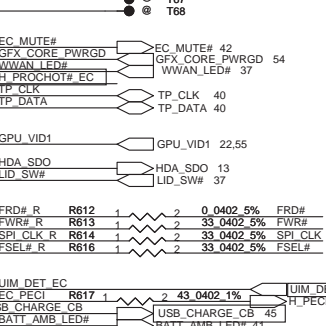 @ T67
@ T68
EC_MUTE# EC_MUTE# 42
GFX_CORE_PWRGD GFX_CORE_PWRGD 54
WWAN_LED# WWAN_LED# 37
H_PROCHOT#_EC
TP_CLK TP_CLK 40
TP_DATA TP_DATA 40
GPU_VID1 GPU_VID1 22,55
HDA_SDO HDA_SDO 13
LID_SW# LID_SW# 37
FRD#_R R612 1 2 0_0402_5% FRD#
FWR#_R R613 1 2 33_0402_5% FWR#
SPI_CLK_R R614 1 2 33_0402_5% SPI_CLK
FSEL#_R R616 1 2 33_0402_5% FSEL#
UIM_DET_EC
EC_PECI R617 1 2 43_0402_1% H_PEC
USB_CHARGE_CB USB_CHARGE_CB 45
BATT_AMB_LED# BATT_AMB_LED# 41